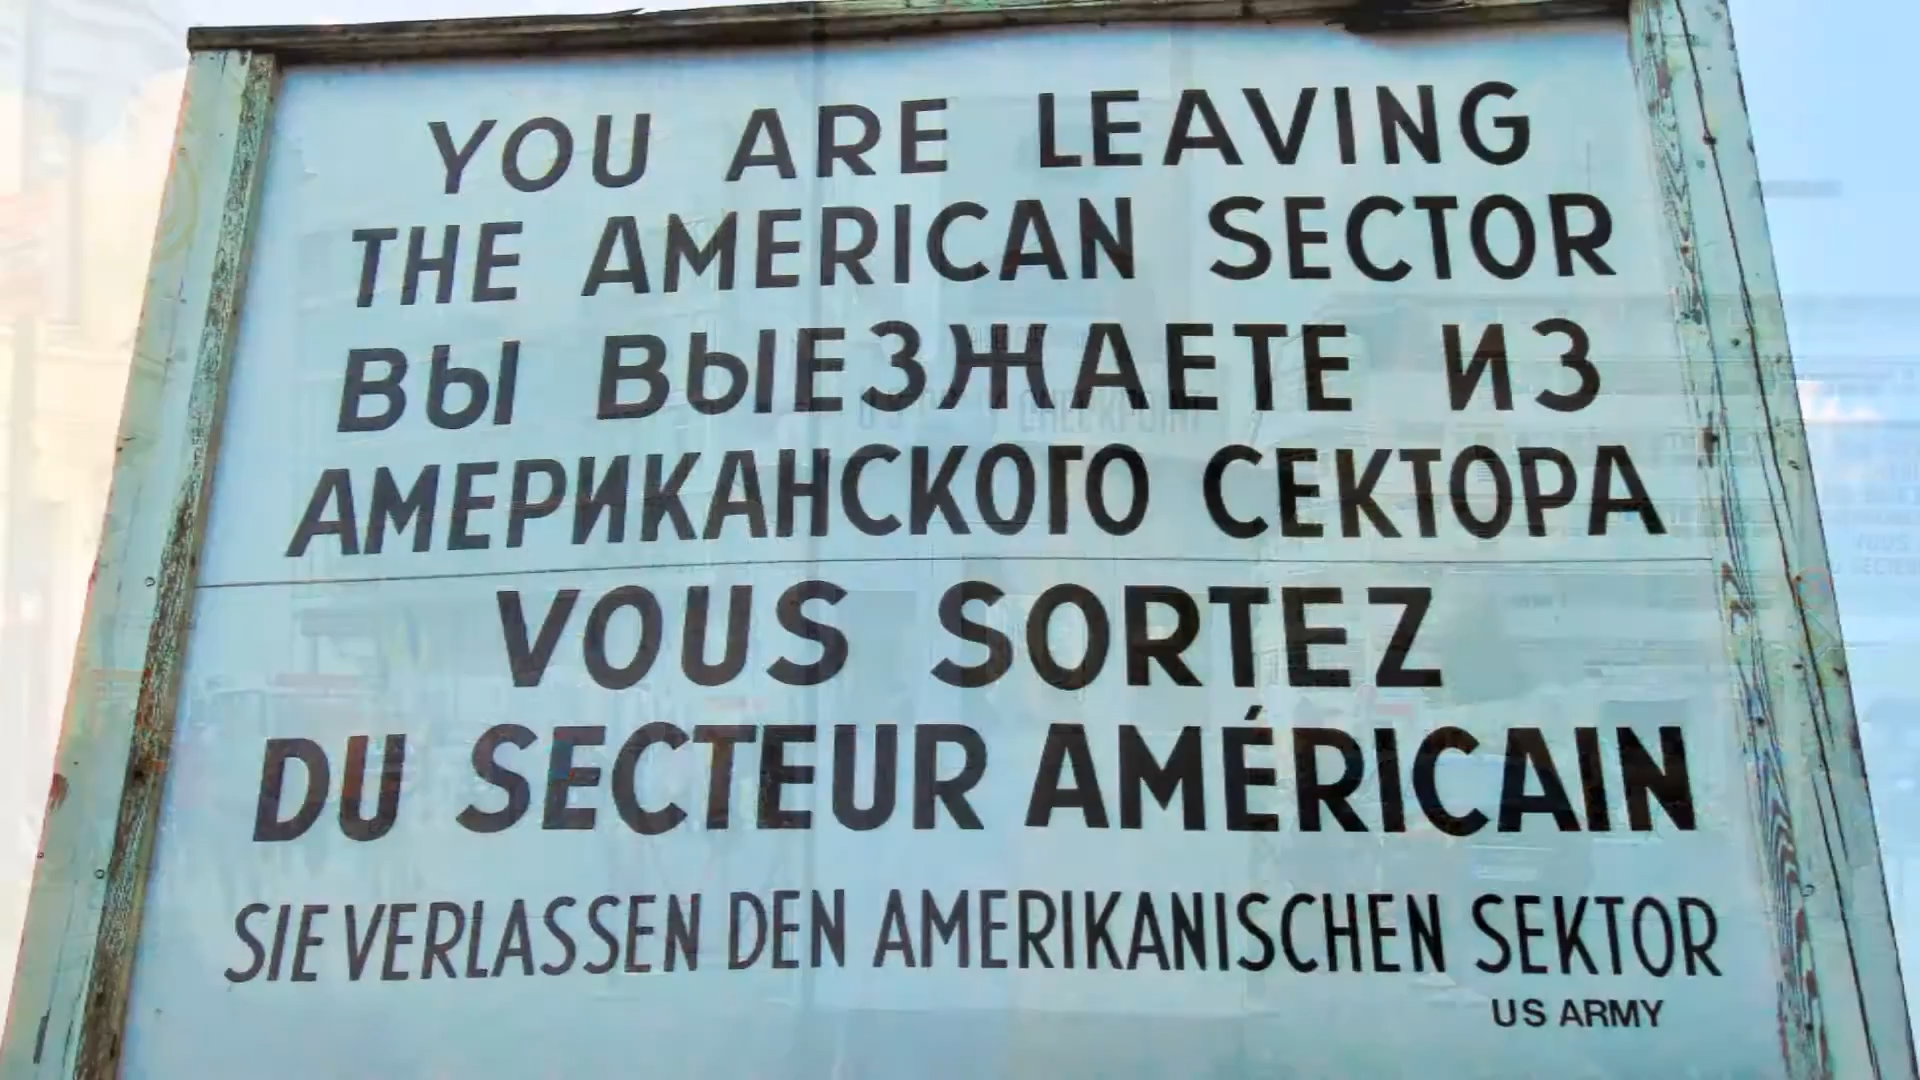 YOU ARE LEAVING
THE AMERICAN SECTOR
ВЫ ВЫЕЗЖАЕТЕ ИЗ
АМЕРИКАНСКОГО СЕКТОРА
VOUS SORTEZ
DU SECTEUR AMÉRICAIN
SIE VERLASSEN DEN AMERIKANISCHEN SEKTOR
US ARMY
CHECKPOINT